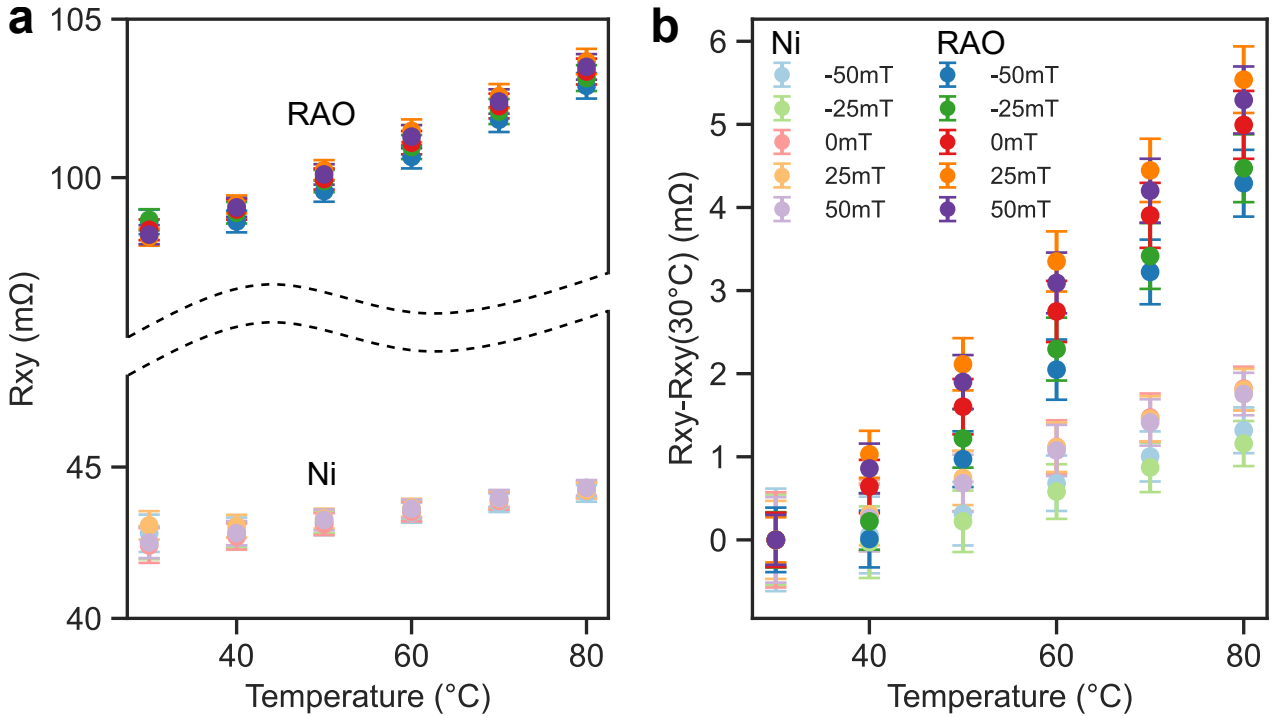 a
105
100
45
40
Rxy (mΩ)
RAO
Ni
40
60
80
Temperature (°C)
b
6
5
4
3
2
1
0
Rxy-Rxy(30°C) (mΩ)
Ni RAO
-50mT -50mT
-25mT -25mT
0mT 0mT
25mT 25mT
50mT 50mT
40
60
80
Temperature (°C)